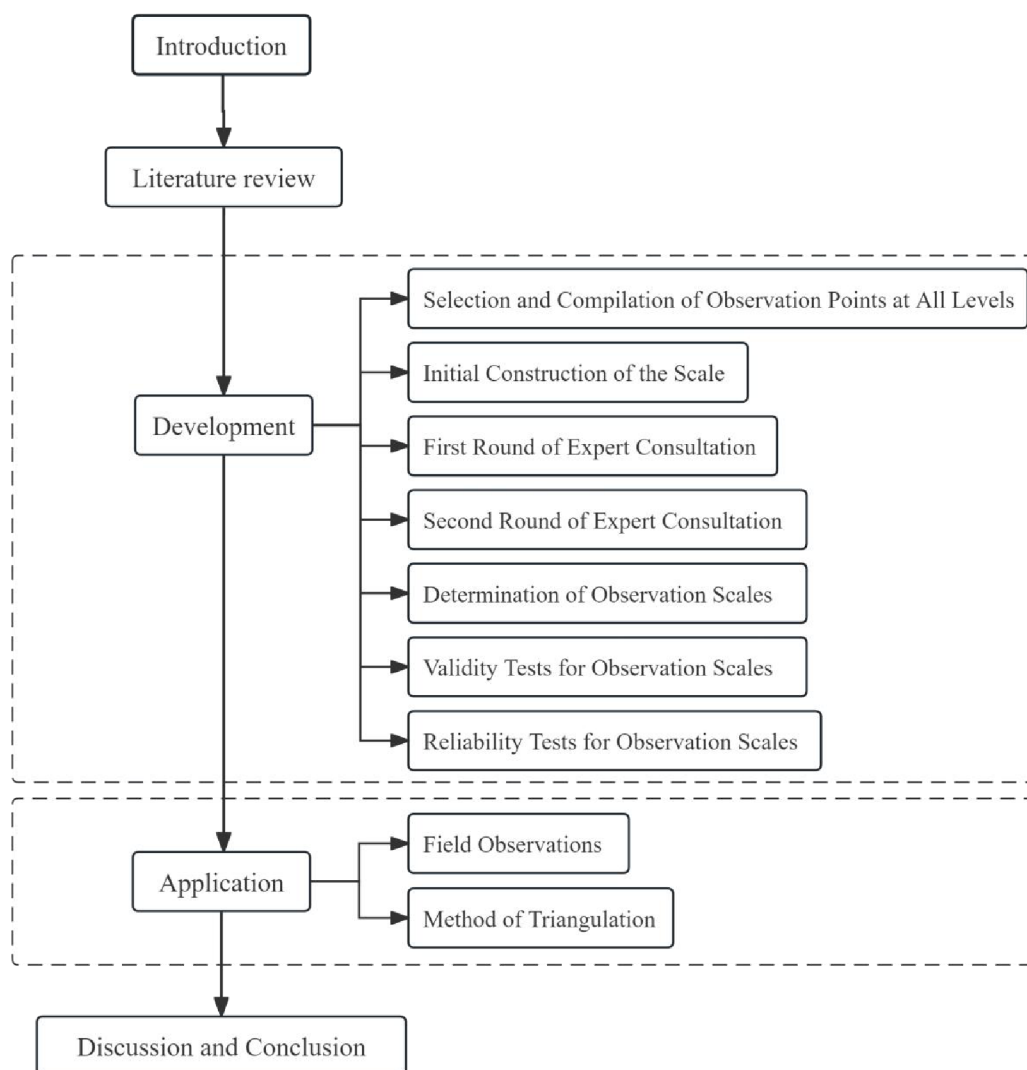 Introduction
Literature review
Development
Selection and Compilation of Observation Points at All Levels
Initial Construction of the Scale
First Round of Expert Consultation
Second Round of Expert Consultation
Determination of Observation Scales
Validity Tests for Observation Scales
Reliability Tests for Observation Scales
Application
Field Observations
Method of Triangulation
Discussion and Conclusion